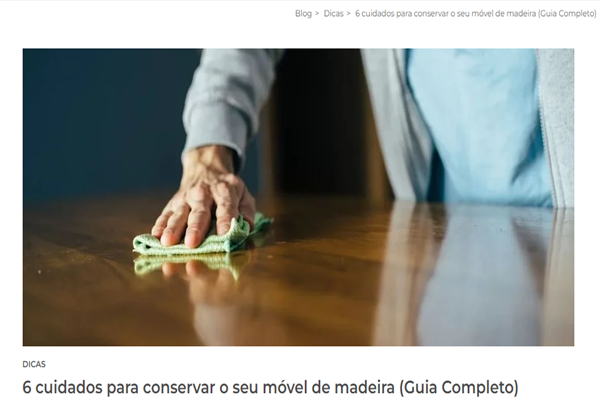 Blog > Dicas > 6 cuidados para conservar o seu móvel de madeira (Guia Completo)
DICAS
6 cuidados para conservar o seu móvel de madeira (Guia Completo)